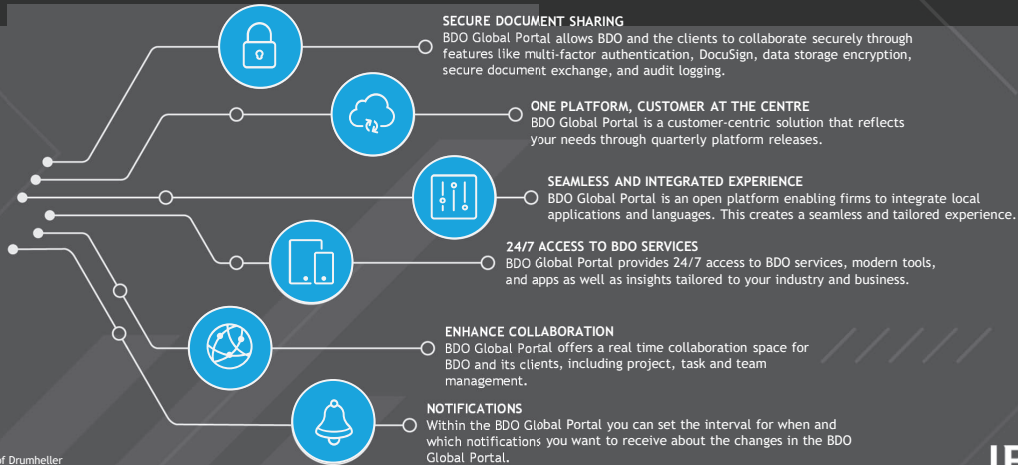 SECURE DOCUMENT SHARING
BDO Global Portal allows BDO and the clients to collaborate securely through
features like multi-factor authentication, DocuSign, data storage encryption,
secure document exchange, and audit logging.
ONE PLATFORM, CUSTOMER AT THE CENTRE
BDO Global Portal is a customer-centric solution that reflects
your needs through quarterly platform releases.
SEAMLESS AND INTEGRATED EXPERIENCE
BDO Global Portal is an open platform enabling firms to integrate local
applications and languages. This creates a seamless and tailored experience.
24/7 ACCESS TO BDO SERVICES
BDO Global Portal provides 24/7 access to BDO services, modern tools,
and apps as well as insights tailored to your industry and business.
ENHANCE COLLABORATION
BDO Global Portal offers a real time collaboration space for
BDO and its clients, including project, task and team
management.
NOTIFICATIONS
Within the BDO Global Portal you can set the interval for when and
which notifications you want to receive about the changes in the BDO
Global Portal.
of Drumheller